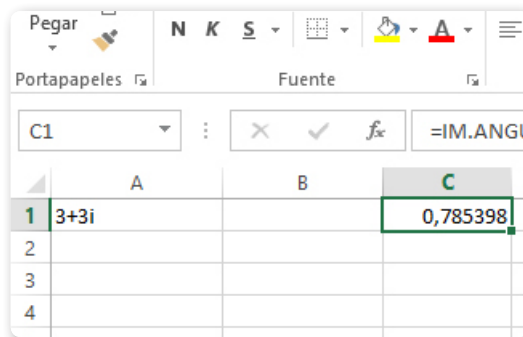 Pegar
N K S A
Portapapeles Fuente
C1 fx =IM.ANGU
A B C
1 3+3i 0,785398
2
3
4